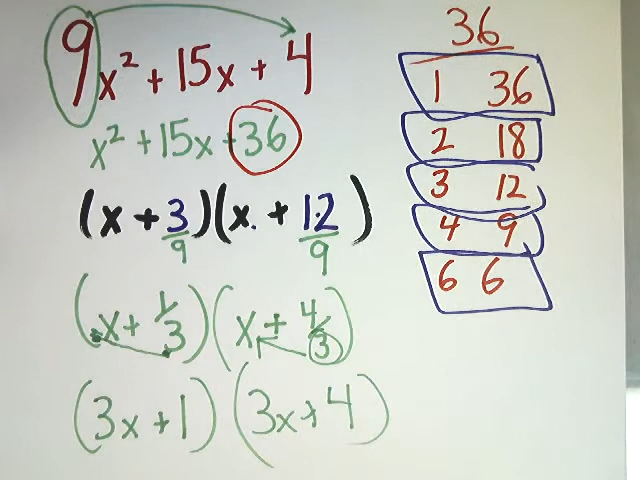 9x² + 15x + 4
x² + 15x + 36
(x + 3/9)(x + 12/9)
(x + 1/3)(x + 4/3)
(3x + 1)(3x + 4)
36
1 36
2 18
3 12
4 9
6 6